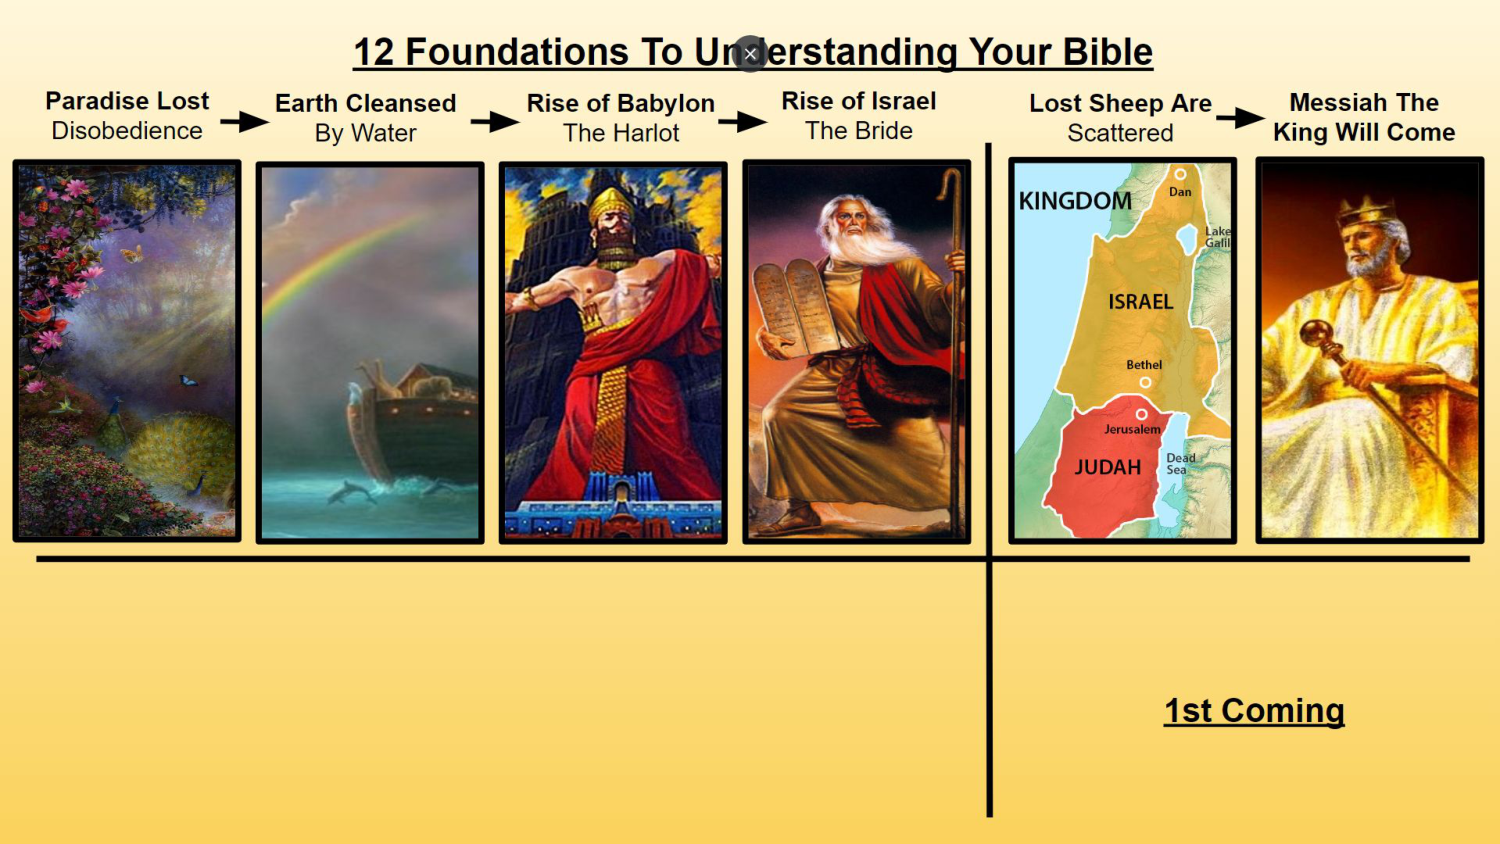 12 Foundations To Understanding Your Bible
Paradise Lost
Disobedience
Earth Cleansed
By Water
Rise of Babylon
The Harlot
Rise of Israel
The Bride
Lost Sheep Are
Scattered
Messiah The
King Will Come
KINGDOM
Dan
Lake
Galil
ISRAEL
Bethel
Jerusalem
JUDAH
Dead
Sea
1st Coming